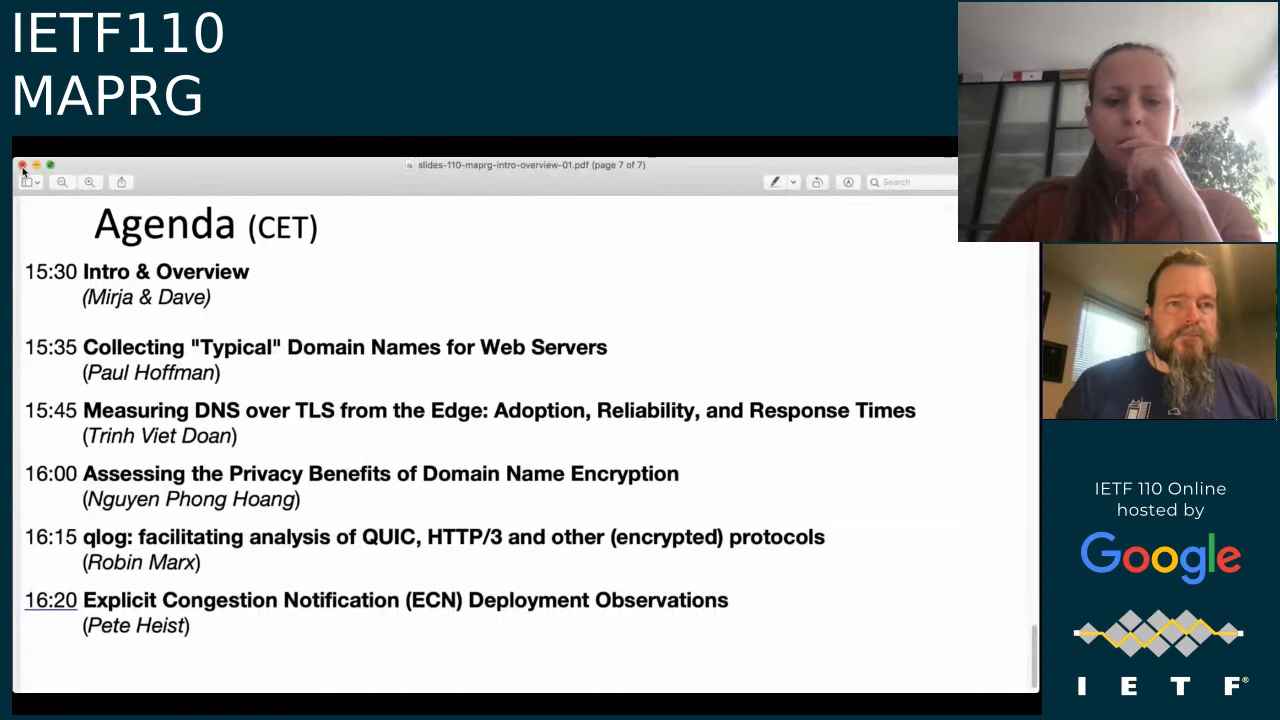 IETF110
MAPRG
slides-110-maprg-intro-overview-01.pdf (page 7 of 7)
Search
Agenda (CET)
15:30 Intro & Overview
(Mirja & Dave)
15:35 Collecting "Typical" Domain Names for Web Servers
(Paul Hoffman)
15:45 Measuring DNS over TLS from the Edge: Adoption, Reliability, and Response Times
(Trinh Viet Doan)
16:00 Assessing the Privacy Benefits of Domain Name Encryption
(Nguyen Phong Hoang)
16:15 qlog: facilitating analysis of QUIC, HTTP/3 and other (encrypted) protocols
(Robin Marx)
16:20 Explicit Congestion Notification (ECN) Deployment Observations
(Pete Heist)
IETF 110 Online
hosted by
Google
I E T F®